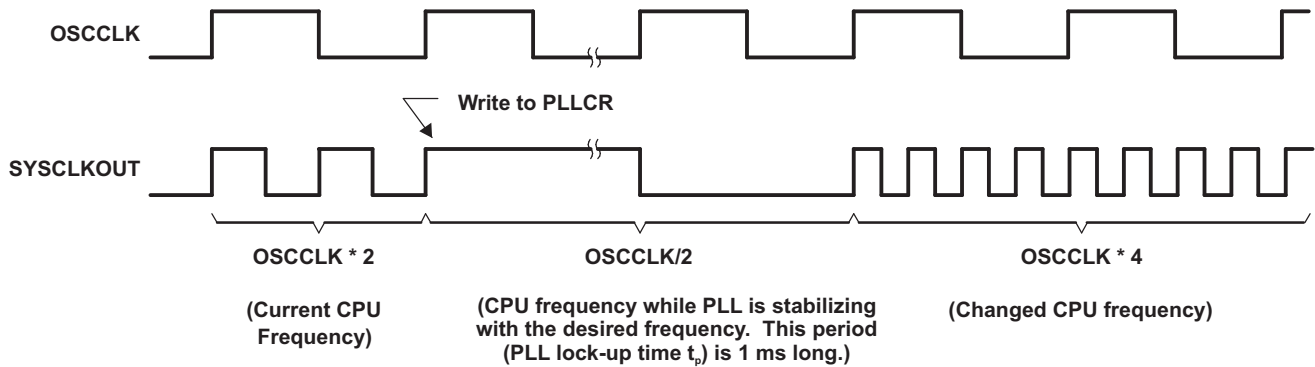 OSCCLK
Write to PLLCR
SYSCLKOUT
OSCCLK * 2
OSCCLK/2
OSCCLK * 4
(Current CPU
Frequency)
(CPU frequency while PLL is stabilizing
with the desired frequency. This period
(PLL lock-up time tp) is 1 ms long.)
(Changed CPU frequency)